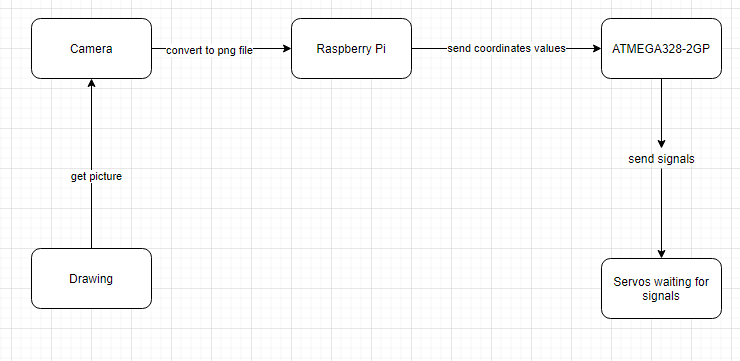 Camera
convert to png file
Raspberry Pi
send coordinates values
ATMEGA328-2GP
send signals
get picture
Drawing
Servos waiting for
signals